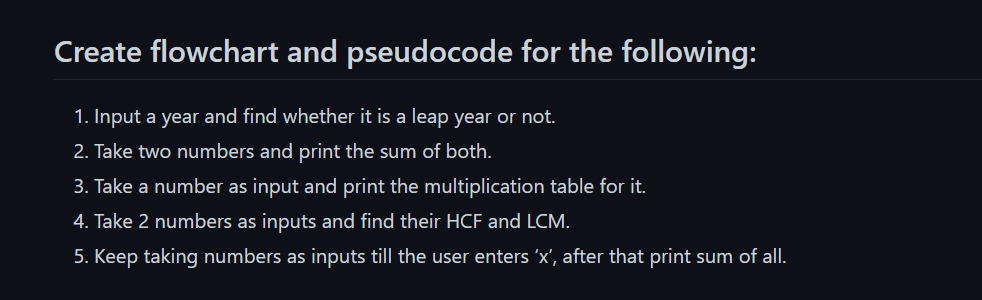 Create flowchart and pseudocode for the following:
1. Input a year and find whether it is a leap year or not.
2. Take two numbers and print the sum of both.
3. Take a number as input and print the multiplication table for it.
4. Take 2 numbers as inputs and find their HCF and LCM.
5. Keep taking numbers as inputs till the user enters ‘x’, after that print sum of all.